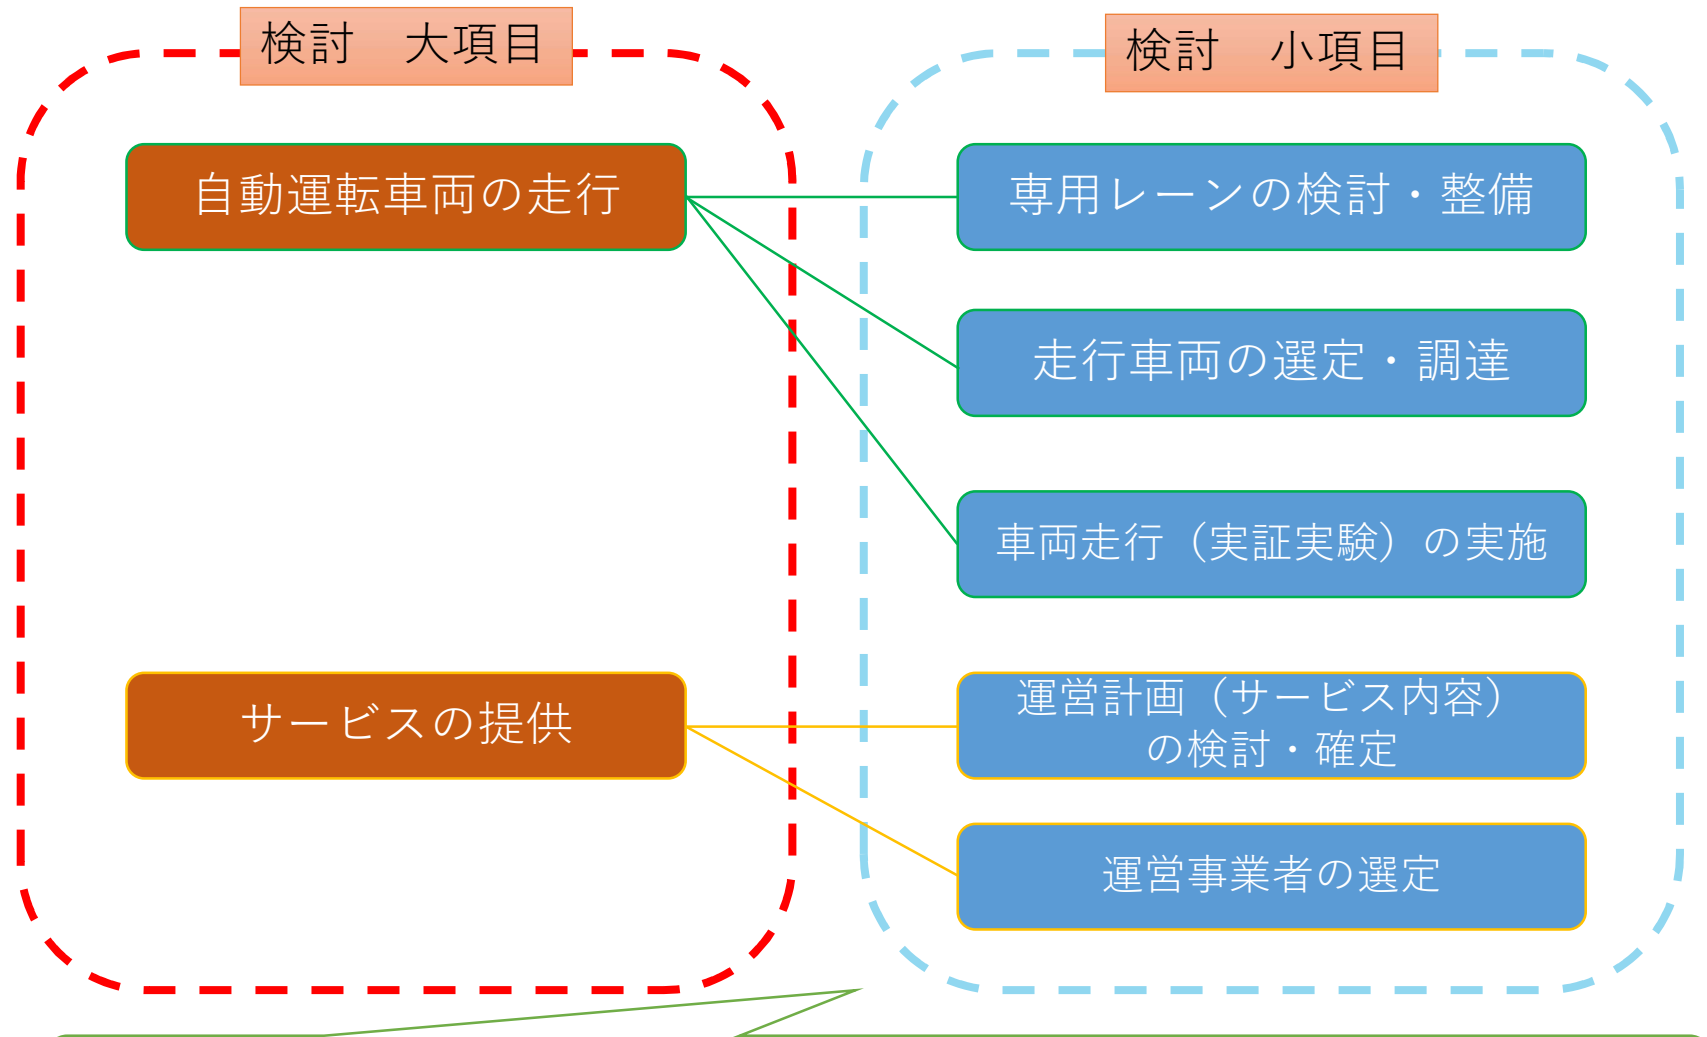 検討　大項目
検討　小項目
自動運転車両の走行
専用レーンの検討・整備
走行車両の選定・調達
車両走行（実証実験）の実施
サービスの提供
運営計画（サービス内容）
の検討・確定
運営事業者の選定